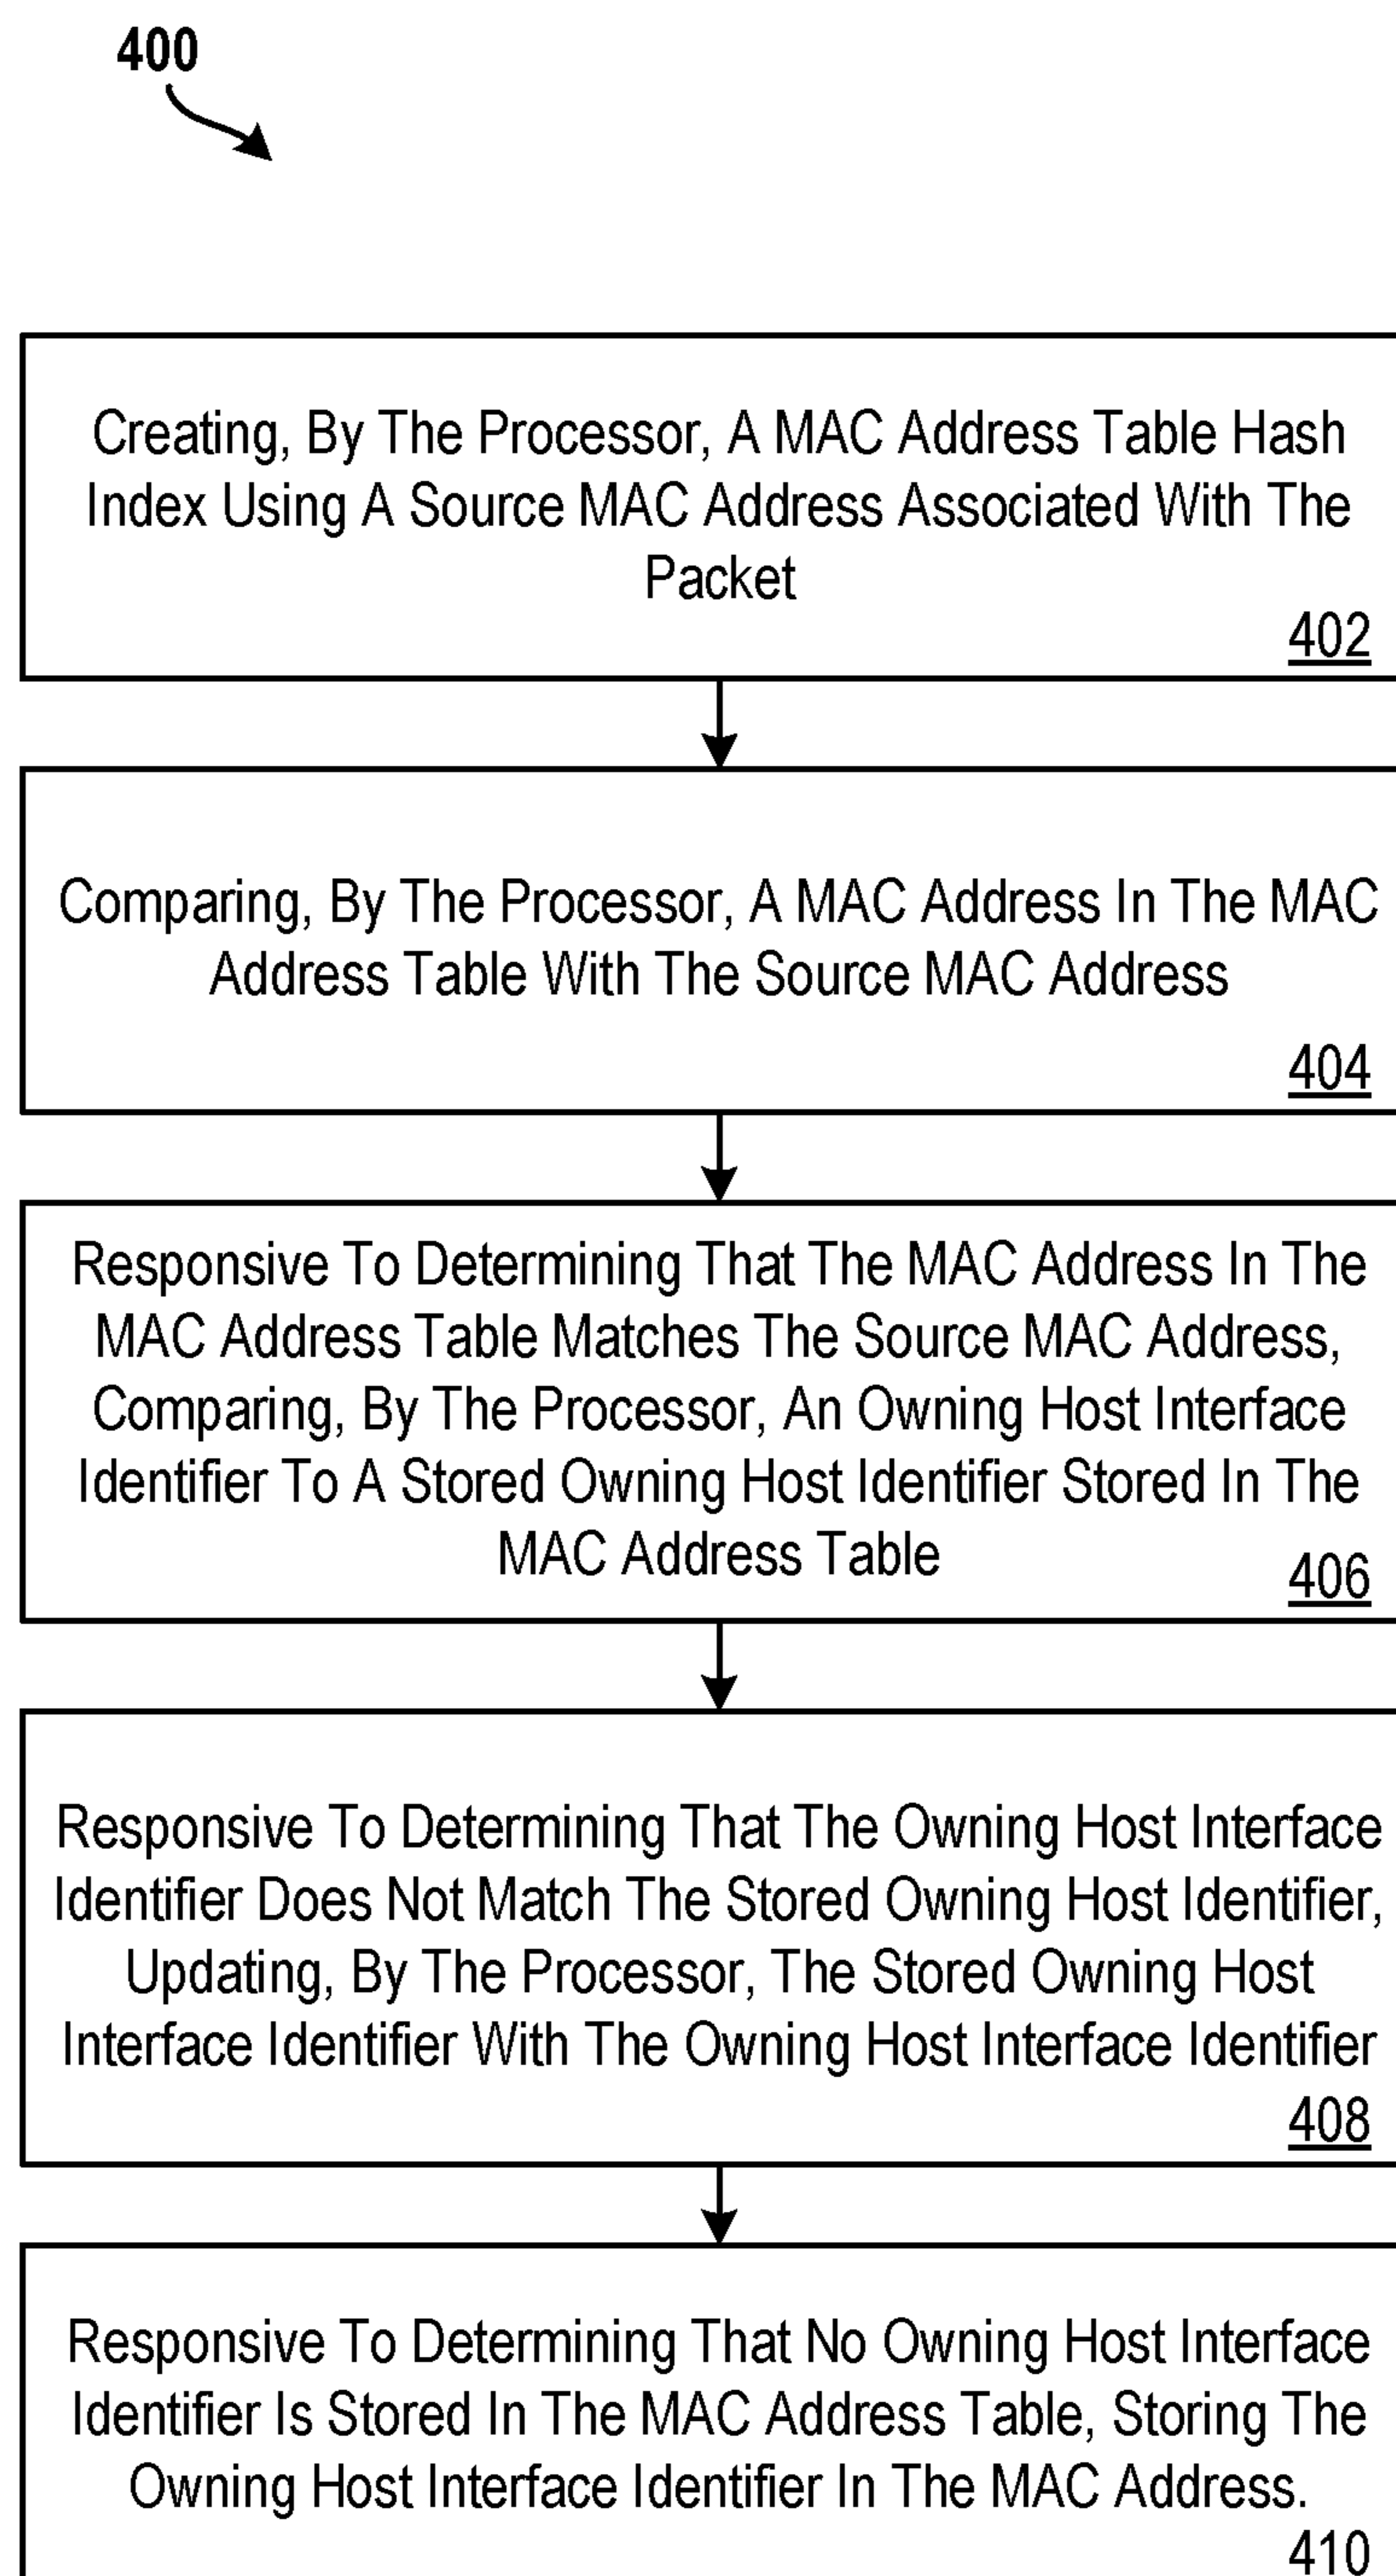 400
Creating, By The Processor, A MAC Address Table Hash
Index Using A Source MAC Address Associated With The
Packet
402
Comparing, By The Processor, A MAC Address In The MAC
Address Table With The Source MAC Address
404
Responsive To Determining That The MAC Address In The
MAC Address Table Matches The Source MAC Address,
Comparing, By The Processor, An Owning Host Interface
Identifier To A Stored Owning Host Identifier Stored In The
MAC Address Table
406
Responsive To Determining That The Owning Host Interface
Identifier Does Not Match The Stored Owning Host Identifier,
Updating, By The Processor, The Stored Owning Host
Interface Identifier With The Owning Host Interface Identifier
408
Responsive To Determining That No Owning Host Interface
Identifier Is Stored In The MAC Address Table, Storing The
Owning Host Interface Identifier In The MAC Address.
410